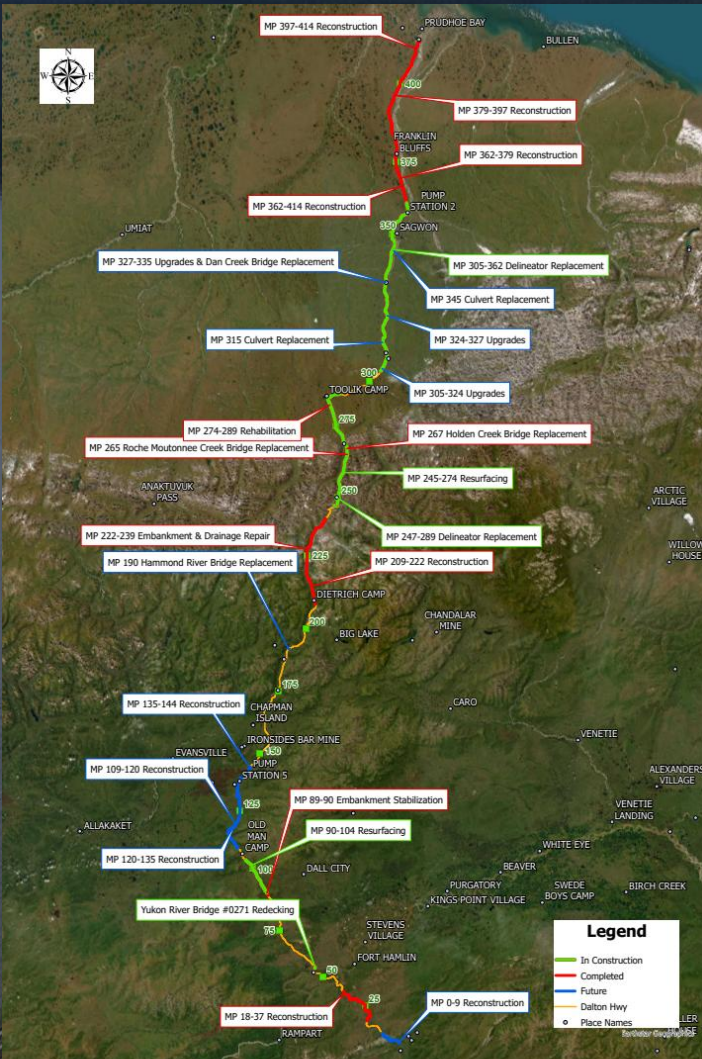 MP 397-414 Reconstruction
PRUDHOE BAY
BULLEN
N
W E
S
400
MP 379-397 Reconstruction
FRANKLIN
BLUFFS
375
MP 362-379 Reconstruction
MP 362-414 Reconstruction
PUMP
STATION 2
350
SAGWON
UMIAT
MP 327-335 Upgrades & Dan Creek Bridge Replacement
MP 305-362 Delineator Replacement
MP 345 Culvert Replacement
MP 315 Culvert Replacement
MP 324-327 Upgrades
300
MP 305-324 Upgrades
TOOLIK CAMP
275
MP 274-289 Rehabilitation
MP 267 Holden Creek Bridge Replacement
MP 265 Roche Moutonnee Creek Bridge Replacement
MP 245-274 Resurfacing
ANAKTUVUK
PASS
250
ARCTIC
VILLAGE
MP 222-239 Embankment & Drainage Repair
MP 247-289 Delineator Replacement
WILLOW
HOUSE
225
MP 190 Hammond River Bridge Replacement
MP 209-222 Reconstruction
DIETRICH CAMP
CHANDALAR
MINE
200
BIG LAKE
175
MP 135-144 Reconstruction
CHAPMAN
ISLAND
CARO
VENETIE
IRONSIDES BAR MINE
EVANSVILLE
150
PUMP
STATION 5
MP 109-120 Reconstruction
ALEXANDERS
VILLAGE
125
MP 89-90 Embankment Stabilization
VENETIE
LANDING
ALLAKAKET
OLD
MAN
CAMP
MP 90-104 Resurfacing
WHITE EYE
MP 120-135 Reconstruction
100
DALL CITY
BEAVER
PURGATORY
SWEDE
BOYS CAMP
BIRCH CREEK
KINGS POINT VILLAGE
Yukon River Bridge #0271 Redecking
75
STEVENS
VILLAGE
FORT HAMLIN
50
Legend
In Construction
Completed
Future
Dalton Hwy
Place Names
25
MP 0-9 Reconstruction
MP 18-37 Reconstruction
RAMPART
LLER
HOUSE
Earthstar Geographics